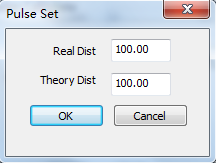 Pulse Set
Real Dist 100.00
Theory Dist 100.00
OK Cancel